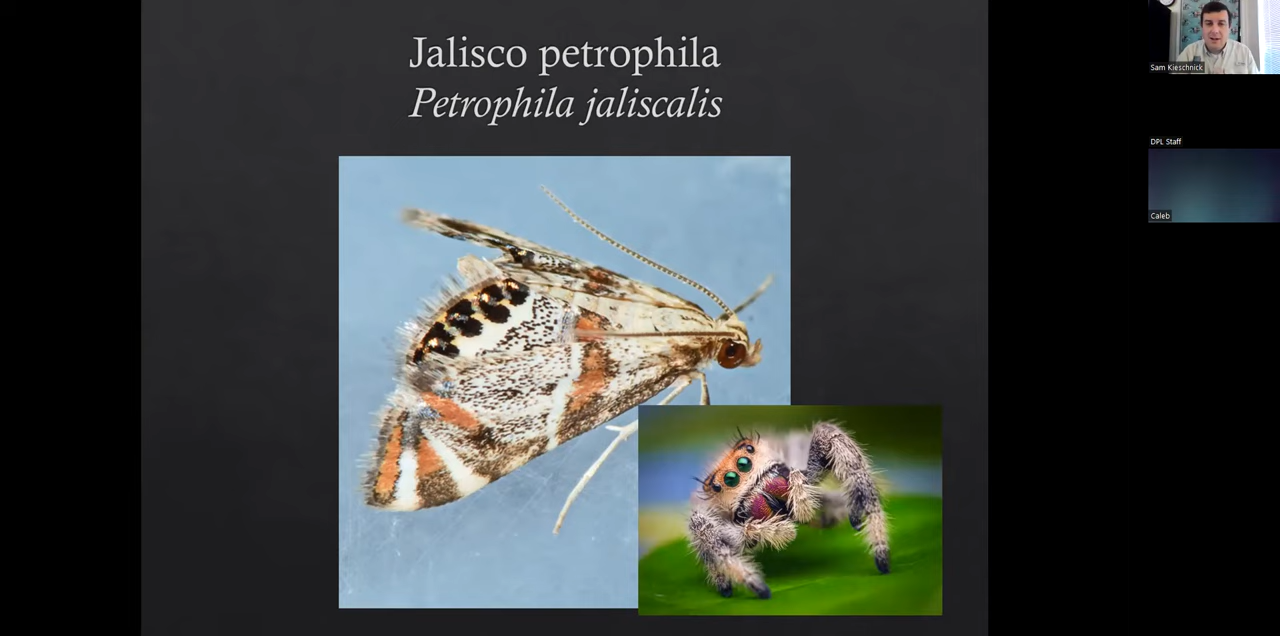 Jalisco petrophila
Petrophila jaliscalis
Sam Kieschnick
DPL Staff
Caleb